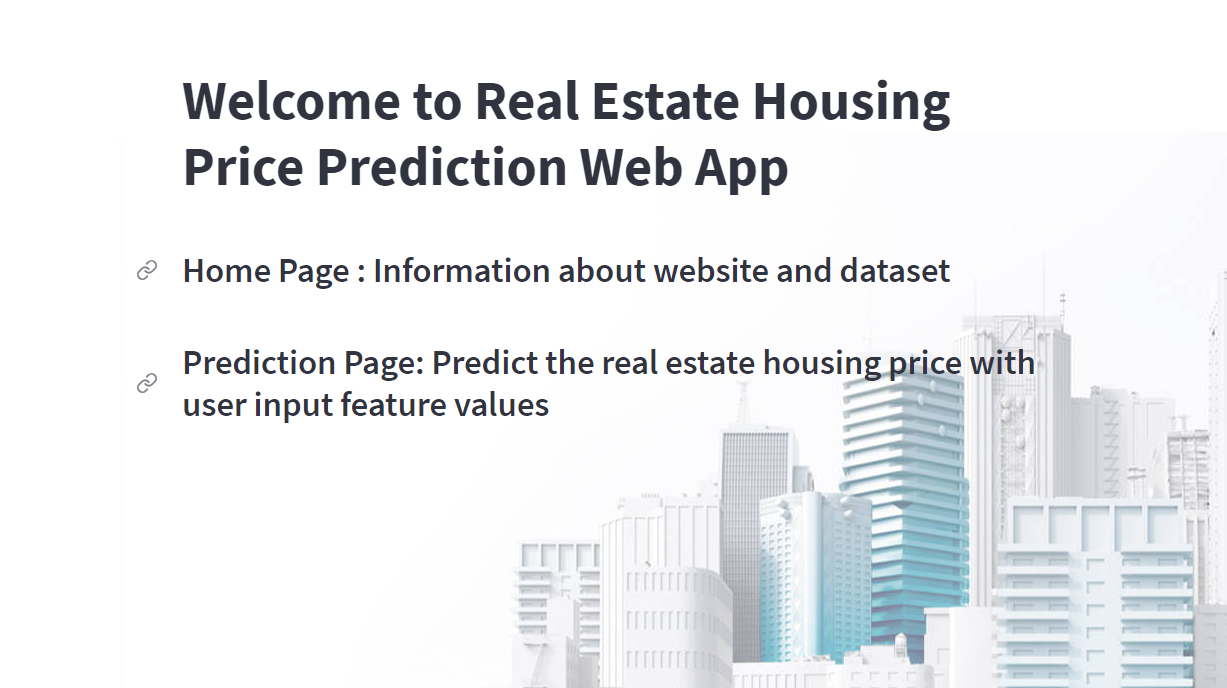 Welcome to Real Estate Housing
Price Prediction Web App
Home Page : Information about website and dataset
Prediction Page: Predict the real estate housing price with
user input feature values